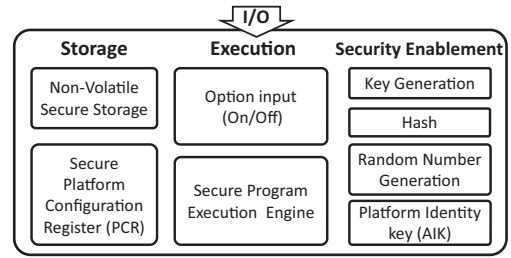 I/O
Storage
Non-Volatile
Secure Storage
Secure
Platform
Configuration
Register (PCR)
Execution
Option input
(On/Off)
Secure Program
Execution Engine
Security Enablement
Key Generation
Hash
Random Number
Generation
Platform Identity
key (AIK)